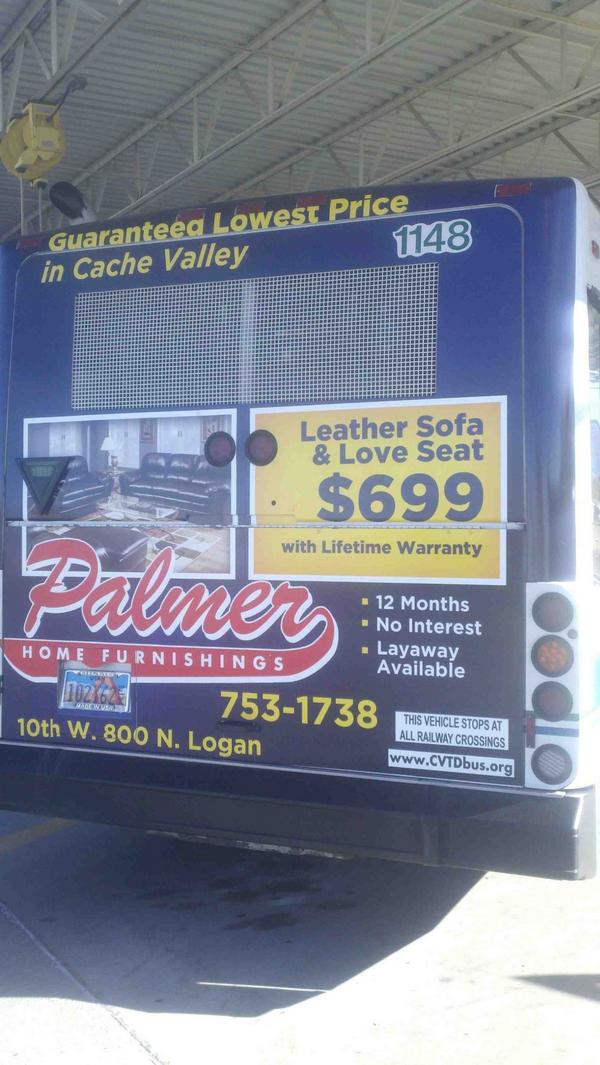 Guaranteed Lowest Price
in Cache Valley
1148
Leather Sofa
& Love Seat
$699
with Lifetime Warranty
Palmer
HOME FURNISHINGS
12 Months
No Interest
Layaway
Available
753-1738
10th W. 800 N. Logan
THIS VEHICLE STOPS AT
ALL RAILWAY CROSSINGS
www.CVTDbus.org